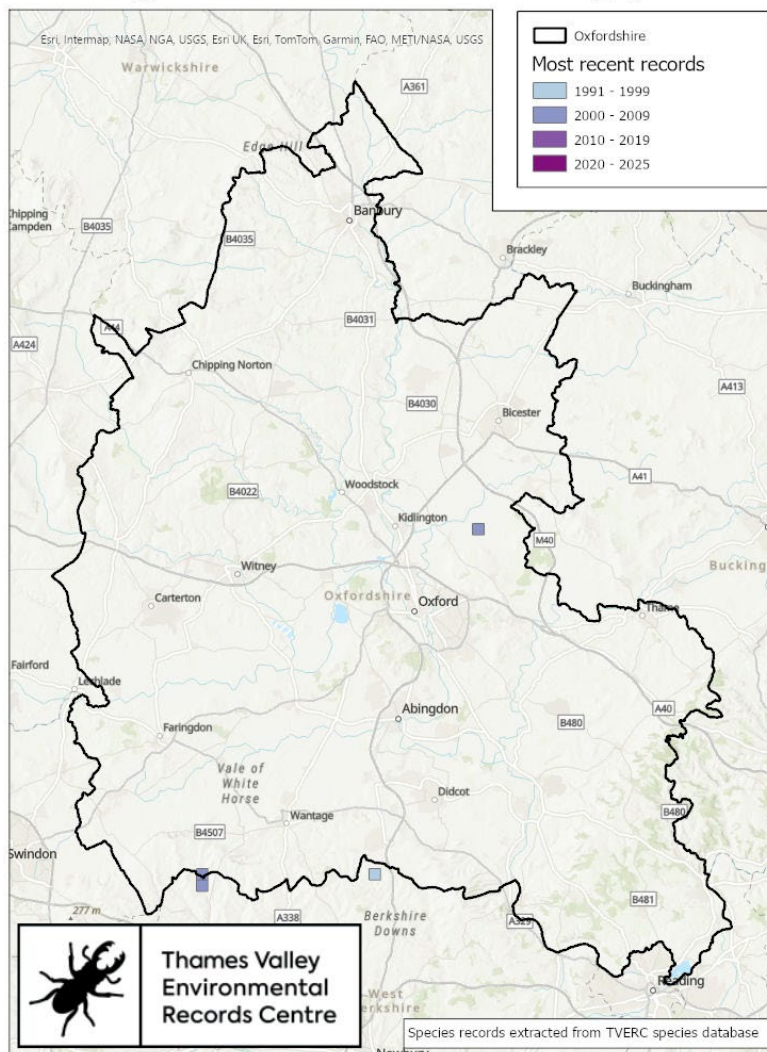 Esri, Intermap, NASA, NGA, USGS, Esri UK, Esri, TomTom, Garmin, FAO, METI/NASA, USGS
Oxfordshire
Most recent records
1991 - 1999
2000 - 2009
2010 - 2019
2020 - 2025
Warwickshire
A361
Edge Hill
Chipping
Campden
B4035
Banbury
B4035
Brackley
Buckingham
A44
B4031
A424
Chipping Norton
A413
B4030
Bicester
A41
B4022
Woodstock
Kidlington
M40
Witney
Bucking
Carterton
Oxfordshire
Oxford
Thame
Fairford
Lechlade
A40
Abingdon
B480
Faringdon
Vale of
White
Horse
Didcot
B480
Wantage
B4507
Swindon
B481
277 m
A338
Berkshire
Downs
A329
Reading
West
erkshire
Thames Valley
Environmental
Records Centre
Species records extracted from TVERC species database